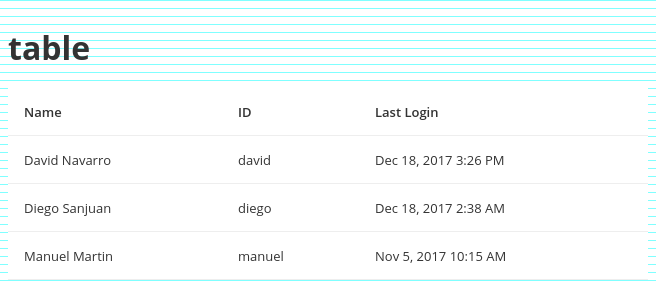 table
Name ID Last Login
David Navarro david Dec 18, 2017 3:26 PM
Diego Sanjuan diego Dec 18, 2017 2:38 AM
Manuel Martin manuel Nov 5, 2017 10:15 AM